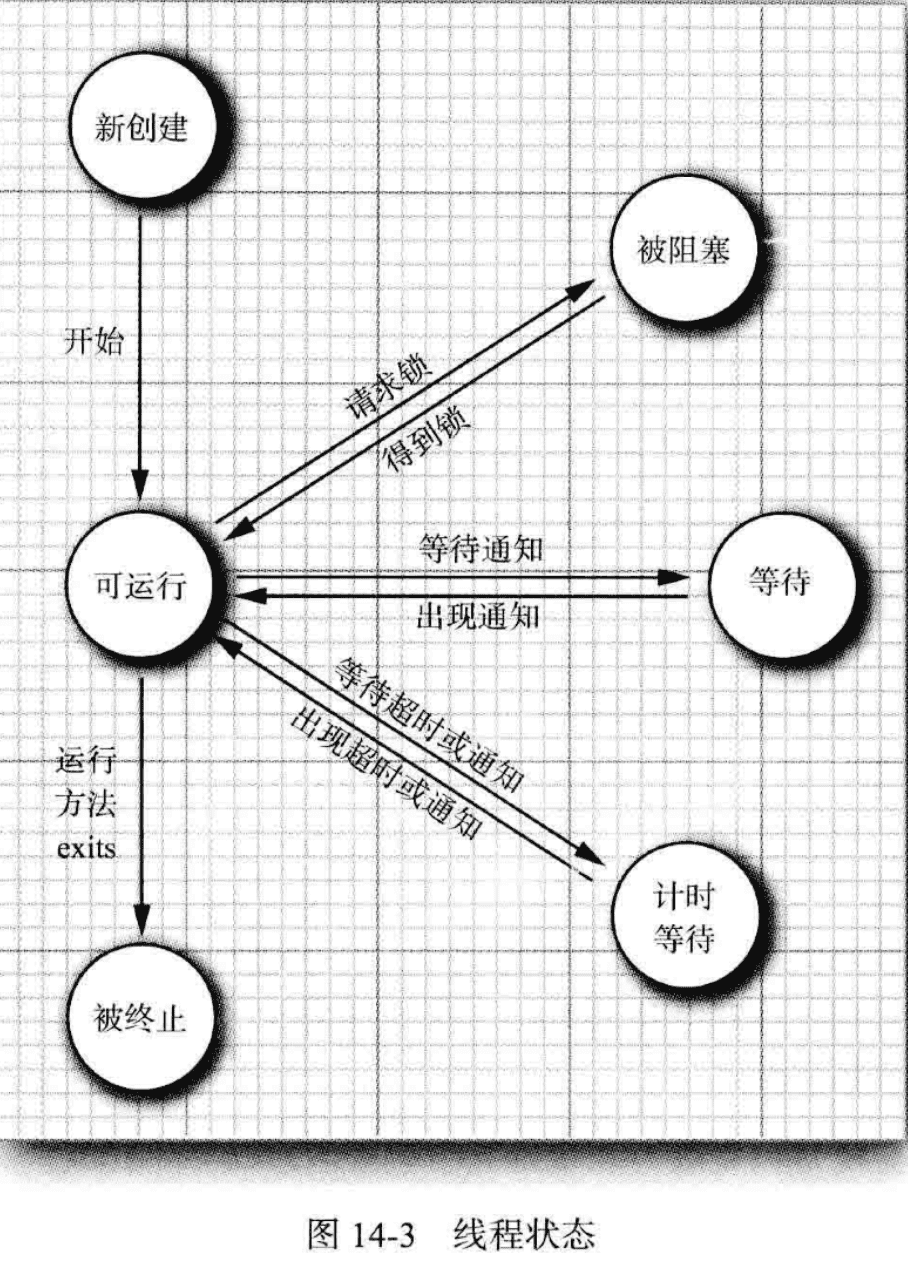 新创建
被阻塞
开始
请求锁
得到锁
等待通知
可运行
等待
出现通知
等待超时或通知
出现超时或通知
运行
方法
exits
计时
等待
被终止
图 14-3 线程状态